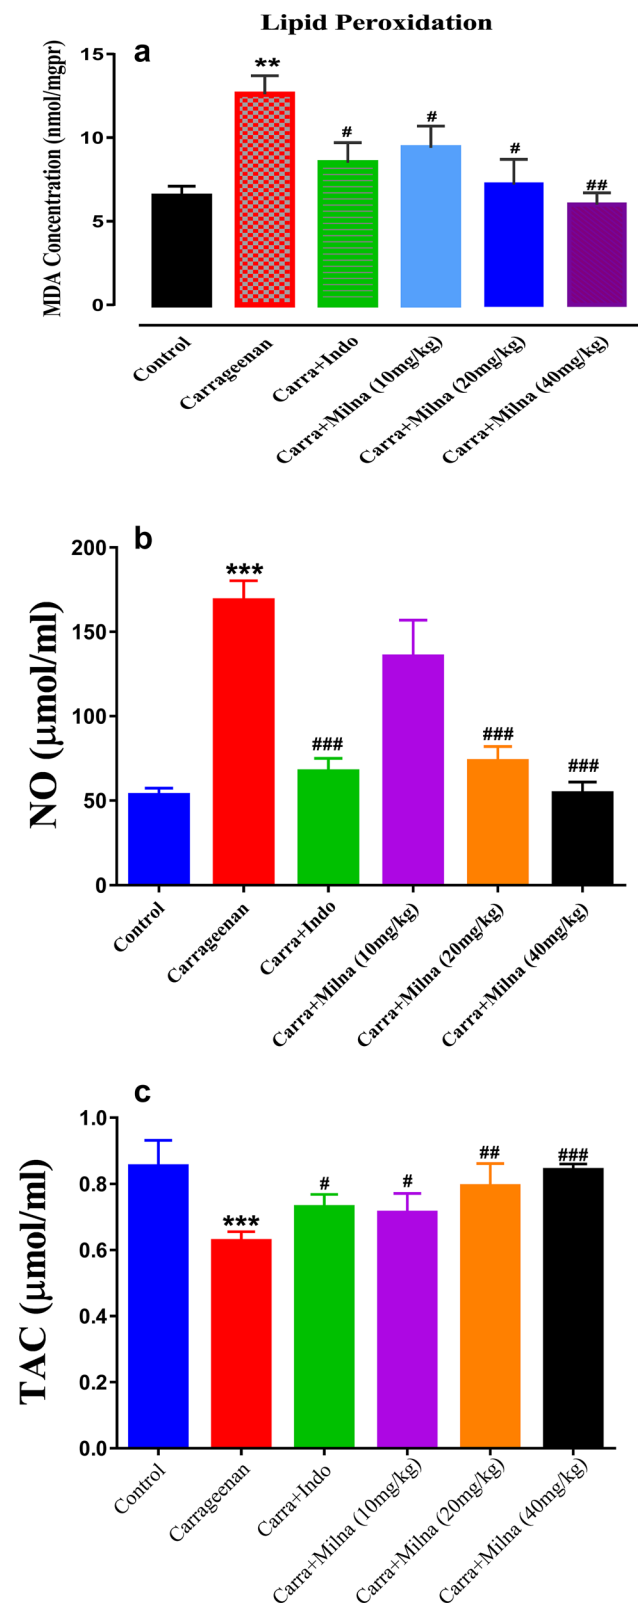 Lipid Peroxidation
a
MDA Concentration (nmol/mgpr)
15
10
5
0
**
#
#
#
##
Control
Carrageenan
Carra+Indo
Carra+Milna (10mg/kg)
Carra+Milna (20mg/kg)
Carra+Milna (40mg/kg)
b
NO (μmol/ml)
200
150
100
50
0
***
###
###
###
Control
Carrageenan
Carra+Indo
Carra+Milna (10mg/kg)
Carra+Milna (20mg/kg)
Carra+Milna (40mg/kg)
c
TAC (μmol/ml)
1.0
0.8
0.6
0.4
0.2
0.0
***
#
#
##
###
Control
Carrageenan
Carra+Indo
Carra+Milna (10mg/kg)
Carra+Milna (20mg/kg)
Carra+Milna (40mg/kg)